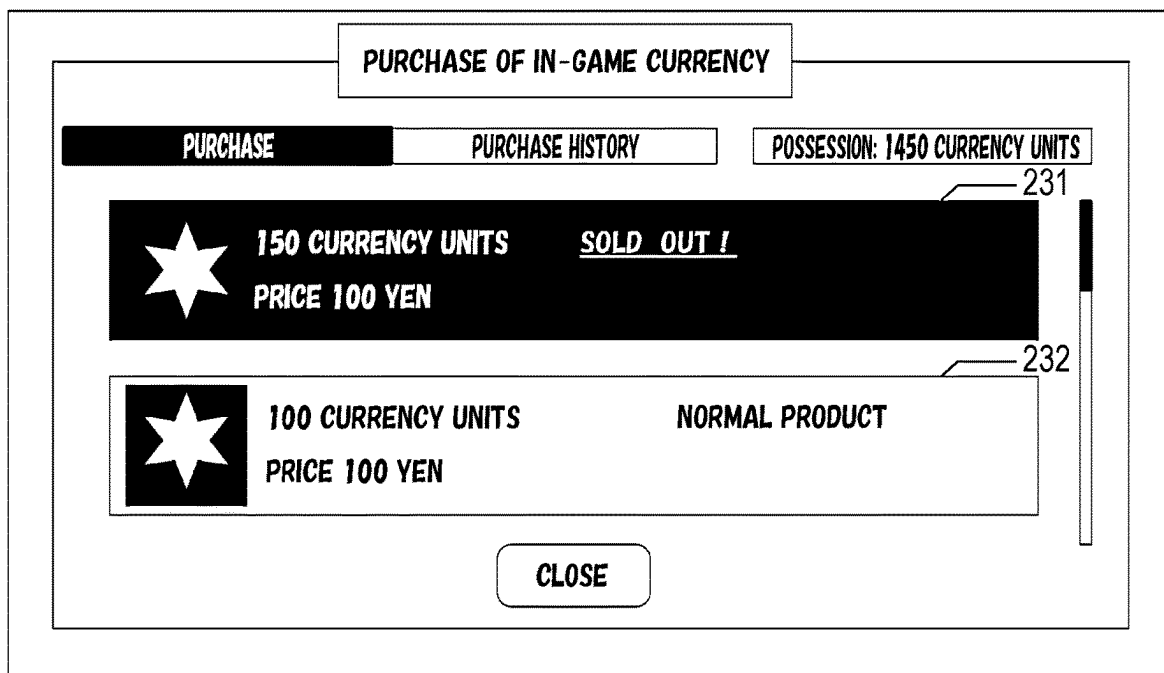 PURCHASE OF IN-GAME CURRENCY
PURCHASE
PURCHASE HISTORY
POSSESSION: 1450 CURRENCY UNITS
231
150 CURRENCY UNITS SOLD OUT !
PRICE 100 YEN
232
100 CURRENCY UNITS NORMAL PRODUCT
PRICE 100 YEN
CLOSE